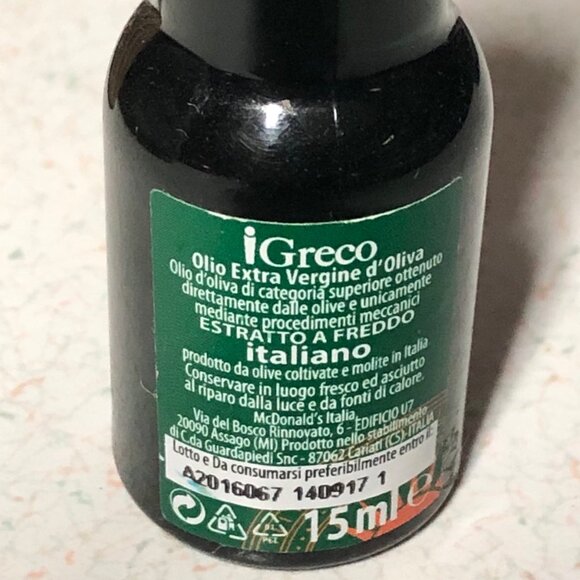 iGreco
Olio Extra Vergine d'Oliva
Olio d'oliva di categoria superiore ottenuto
direttamente dalle olive e unicamente
mediante procedimenti meccanici
ESTRATTO A FREDDO
italiano
prodotto da olive coltivate e molite in Italia
Conservare in luogo fresco ed asciutto
al riparo dalla luce e da fonti di calore.
McDonald's Italia
Via del Bosco Rinnovato, 6 - EDIFICIO U7
20090 Assago (MI) Prodotto nello stabilimento
di C.da Guardapiedi Snc - 87062 Cariati (CS) ITALIA
Lotto e Da consumarsi preferibilmente entro il:
A2016067 140917 1
15ml e